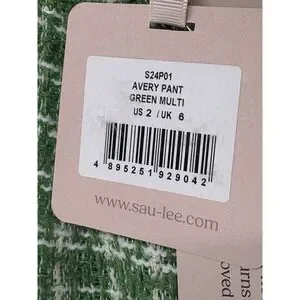 S24P01
AVERY PANT
GREEN MULTI
US 2 / UK 6
4 895251 929042
www.sau-lee.com